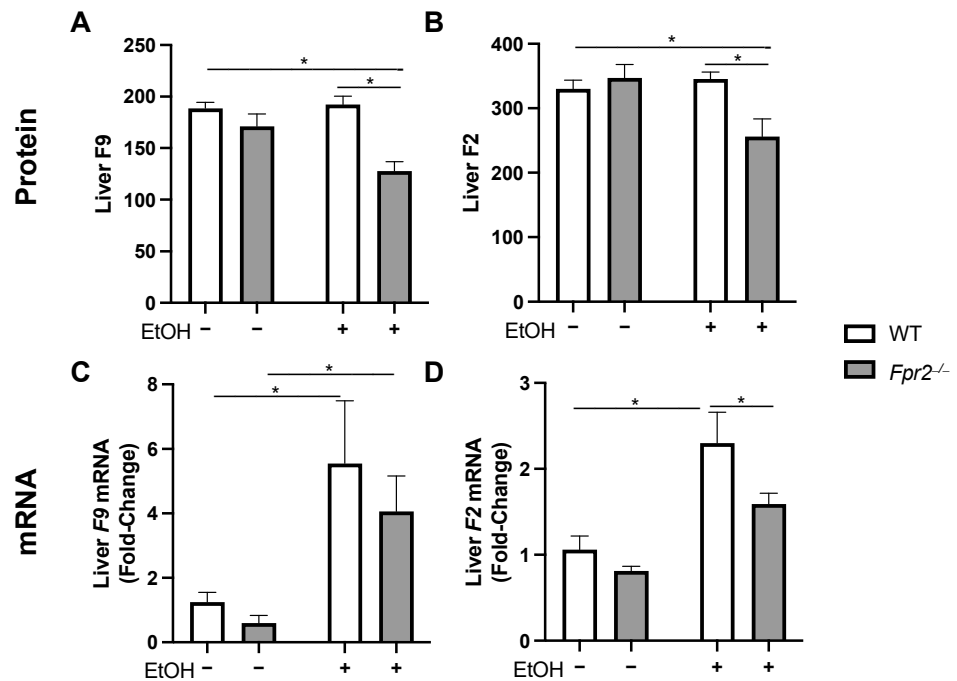 A
Protein
Liver F9
250
200
150
100
50
0
*
*
EtOH – – + +
B
Liver F2
400
300
200
100
0
*
*
EtOH – – + +
WT
Fpr2–/–
C
mRNA
Liver F9 mRNA
(Fold-Change)
8
6
4
2
0
*
*
EtOH – – + +
D
Liver F2 mRNA
(Fold-Change)
3
2
1
0
*
*
EtOH – – + +